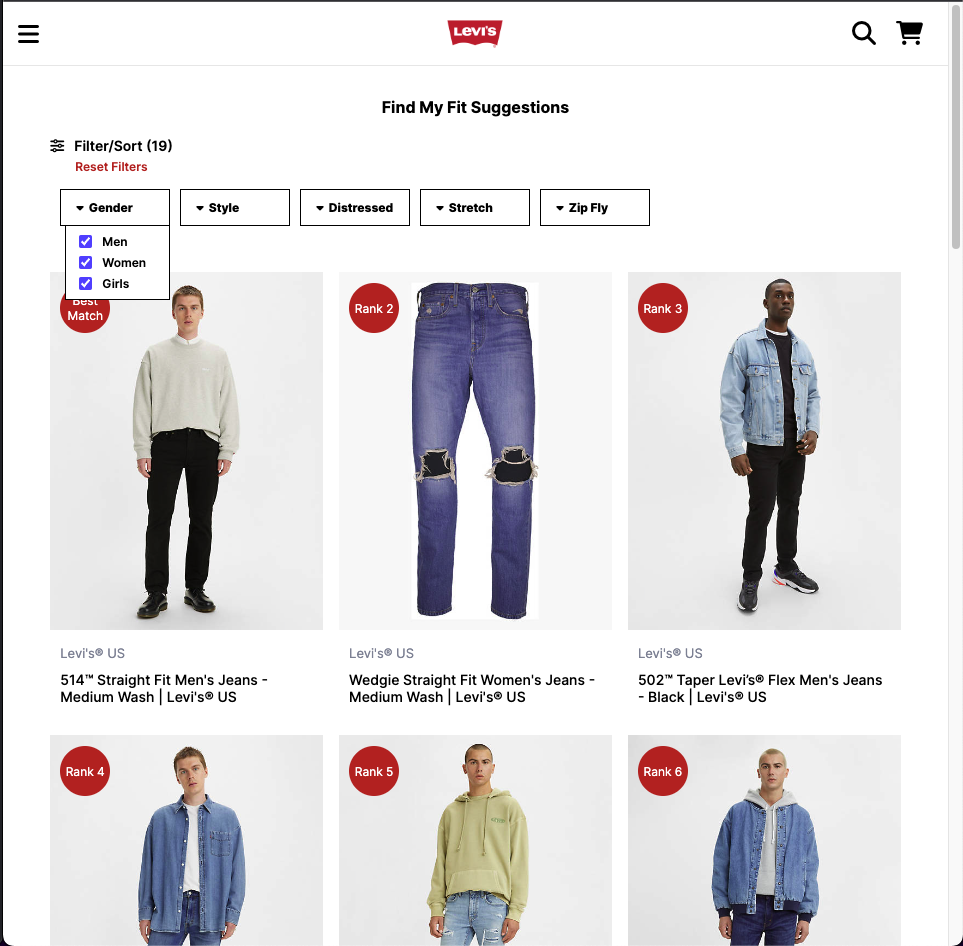 LEVI'S
Find My Fit Suggestions
Filter/Sort (19)
Reset Filters
Gender
Style
Distressed
Stretch
Zip Fly
Men
Women
Girls
Best
Match
Rank 2
Rank 3
Levi's® US
514™ Straight Fit Men's Jeans -
Medium Wash | Levi's® US
Levi's® US
Wedgie Straight Fit Women's Jeans -
Medium Wash | Levi's® US
Levi's® US
502™ Taper Levi’s® Flex Men's Jeans
- Black | Levi's® US
Rank 4
Rank 5
Rank 6